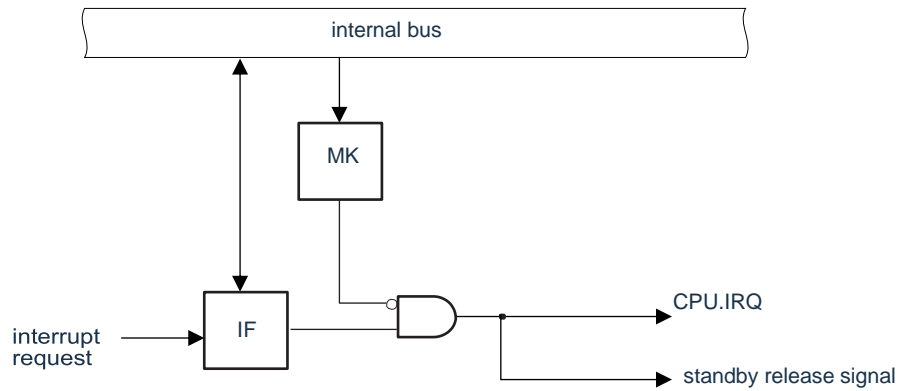 internal bus
MK
IF
interrupt
request
CPU.IRQ
standby release signal